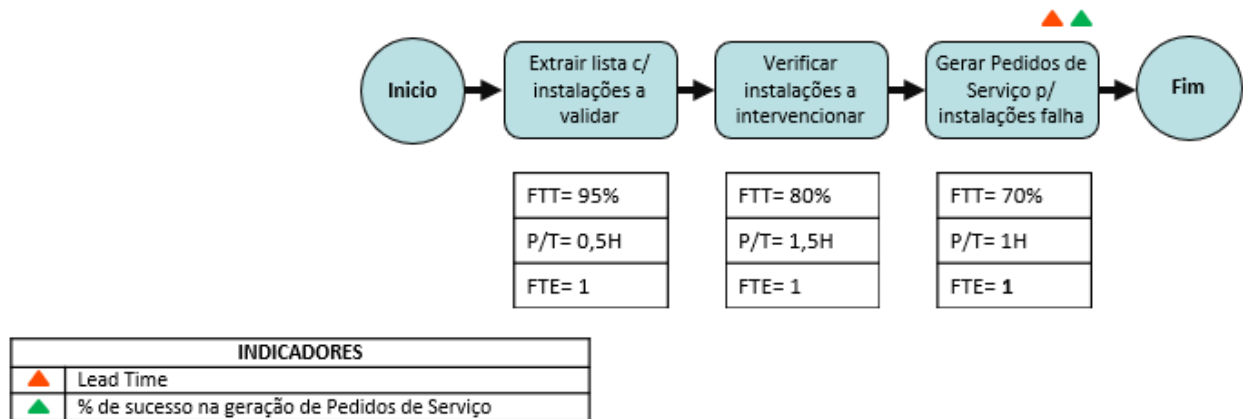 Inicio
Extrair lista c/
instalações a
validar
Verificar
instalações a
intervencionar
Gerar Pedidos de
Serviço p/
instalações falha
Fim
FTT= 95%
P/T= 0,5H
FTE= 1
FTT= 80%
P/T= 1,5H
FTE= 1
FTT= 70%
P/T= 1H
FTE= 1
INDICADORES
Lead Time
% de sucesso na geração de Pedidos de Serviço